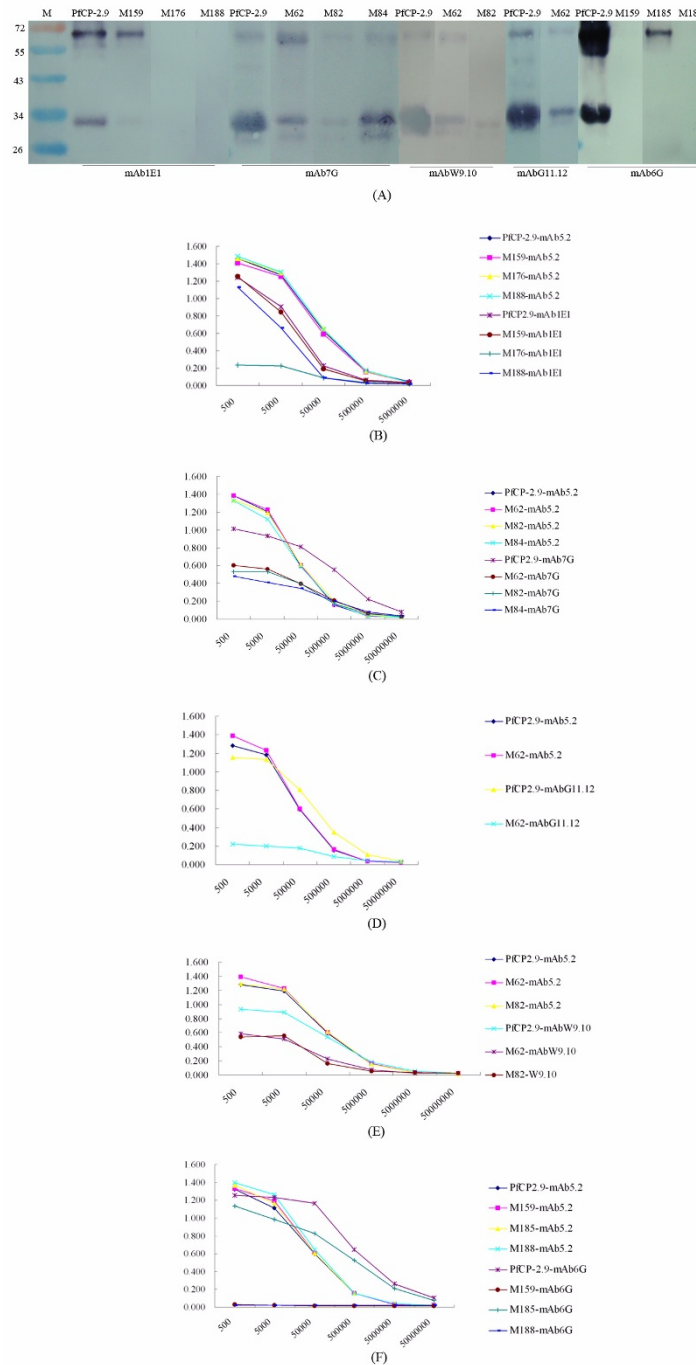 M PfCP-2.9 M159 M176 M188 PfCP-2.9 M62 M82 M84 PfCP-2.9 M62 M82 PfCP-2.9 M62 PfCP-2.9 M159 M185
72
55
43
34
26
mAb1E1 mAb7G mAbW9.10 mAbG11.12 mAb6G
(A)
1.600
1.400
1.200
1.000
0.800
0.600
0.400
0.200
0.000
500 5000 50000 500000 5000000
PfCP-2.9-mAb5.2
M159-mAb5.2
M176-mAb5.2
M188-mAb5.2
PfCP2.9-mAb1E1
M159-mAb1E1
M176-mAb1E1
M188-mAb1E1
(B)
1.600
1.400
1.200
1.000
0.800
0.600
0.400
0.200
0.000
500 5000 50000 500000 5000000 50000000
PfCP-2.9-mAb5.2
M62-mAb5.2
M82-mAb5.2
M84-mAb5.2
PfCP2.9-mAb7G
M62-mAb7G
M82-mAb7G
M84-mAb7G
(C)
1.600
1.400
1.200
1.000
0.800
0.600
0.400
0.200
0.000
500 5000 50000 500000 5000000 50000000
PfCP2.9-mAb5.2
M62-mAb5.2
PfCP2.9-mAbG11.12
M62-mAbG11.12
(D)
1.600
1.400
1.200
1.000
0.800
0.600
0.400
0.200
0.000
500 5000 50000 500000 5000000 50000000
PfCP2.9-mAb5.2
M62-mAb5.2
M82-mAb5.2
PfCP2.9-mAbW9.10
M62-mAbW9.10
M82-W9.10
(E)
1.600
1.400
1.200
1.000
0.800
0.600
0.400
0.200
0.000
500 5000 50000 500000 5000000 50000000
PfCP2.9-mAb5.2
M159-mAb5.2
M185-mAb5.2
M188-mAb5.2
PfCP-2.9-mAb6G
M159-mAb6G
M185-mAb6G
M188-mAb6G
(F)